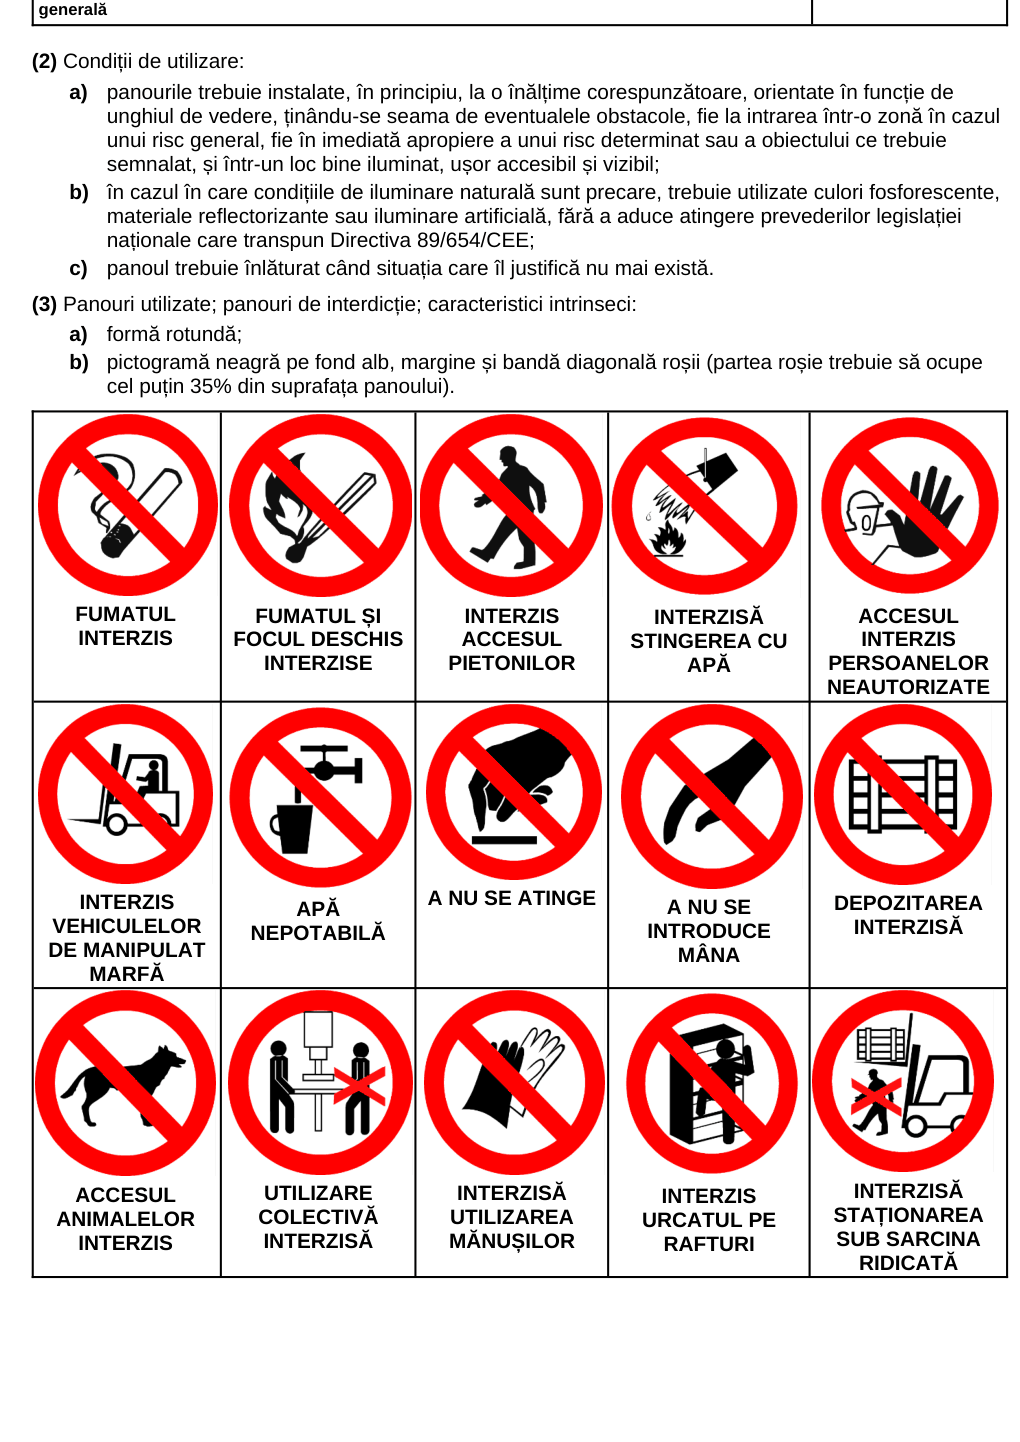 generală
(2) Condiții de utilizare:
a) panourile trebuie instalate, în principiu, la o înălțime corespunzătoare, orientate în funcție de
unghiul de vedere, ținându-se seama de eventualele obstacole, fie la intrarea într-o zonă în cazul
unui risc general, fie în imediată apropiere a unui risc determinat sau a obiectului ce trebuie
semnalat, și într-un loc bine iluminat, ușor accesibil și vizibil;
b) în cazul în care condițiile de iluminare naturală sunt precare, trebuie utilizate culori fosforescente,
materiale reflectorizante sau iluminare artificială, fără a aduce atingere prevederilor legislației
naționale care transpun Directiva 89/654/CEE;
c) panoul trebuie înlăturat când situația care îl justifică nu mai există.
(3) Panouri utilizate; panouri de interdicție; caracteristici intrinseci:
a) formă rotundă;
b) pictogramă neagră pe fond alb, margine și bandă diagonală roșii (partea roșie trebuie să ocupe
cel puțin 35% din suprafața panoului).
FUMATUL
INTERZIS
FUMATUL ȘI
FOCUL DESCHIS
INTERZISE
INTERZIS
ACCESUL
PIETONILOR
INTERZISĂ
STINGEREA CU
APĂ
ACCESUL
INTERZIS
PERSOANELOR
NEAUTORIZATE
INTERZIS
VEHICULELOR
DE MANIPULAT
MARFĂ
APĂ
NEPOTABILĂ
A NU SE ATINGE
A NU SE
INTRODUCE
MÂNA
DEPOZITAREA
INTERZISĂ
ACCESUL
ANIMALELOR
INTERZIS
UTILIZARE
COLECTIVĂ
INTERZISĂ
INTERZISĂ
UTILIZAREA
MĂNUȘILOR
INTERZIS
URCATUL PE
RAFTURI
INTERZISĂ
STAȚIONAREA
SUB SARCINA
RIDICATĂ